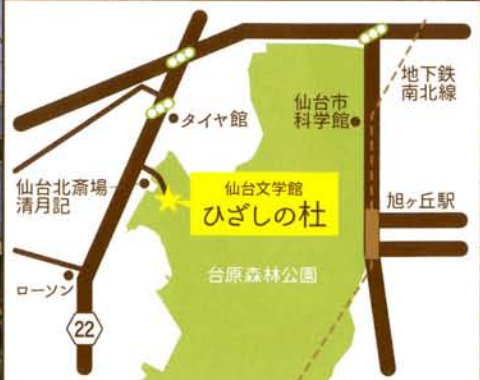 地下鉄
南北線
仙台市
科学館
タイヤ館
仙台北斎場
清月記
仙台文学館
ひざしの杜
旭ヶ丘駅
台原森林公園
ローソン
22